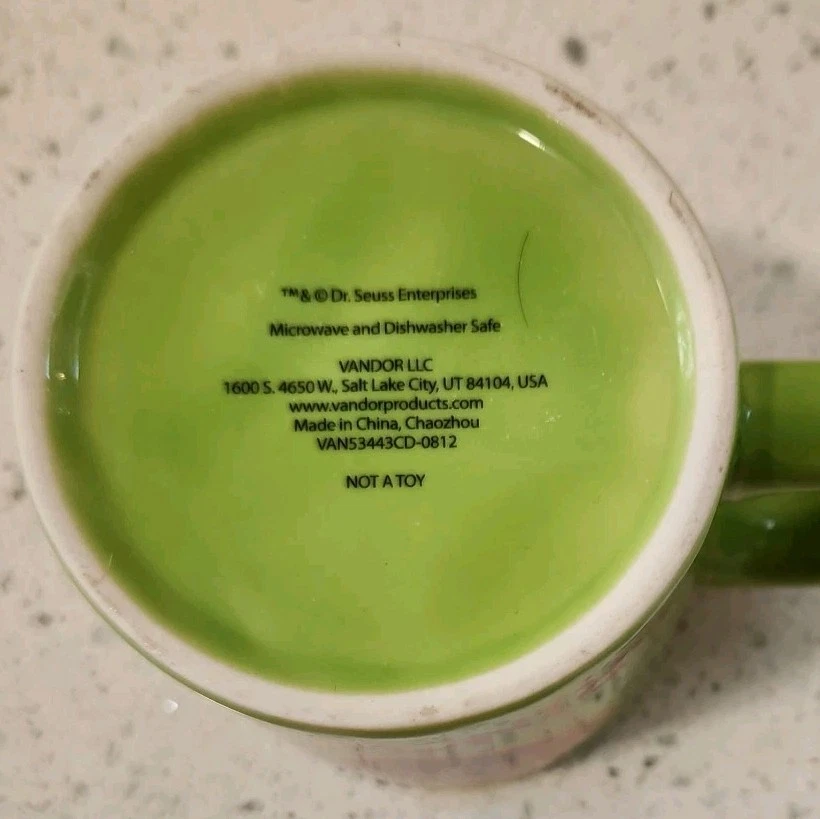 ™& © Dr. Seuss Enterprises
Microwave and Dishwasher Safe
VANDOR LLC
1600 S. 4650 W., Salt Lake City, UT 84104, USA
www.vandorproducts.com
Made in China, Chaozhou
VAN53443CD-0812
NOT A TOY